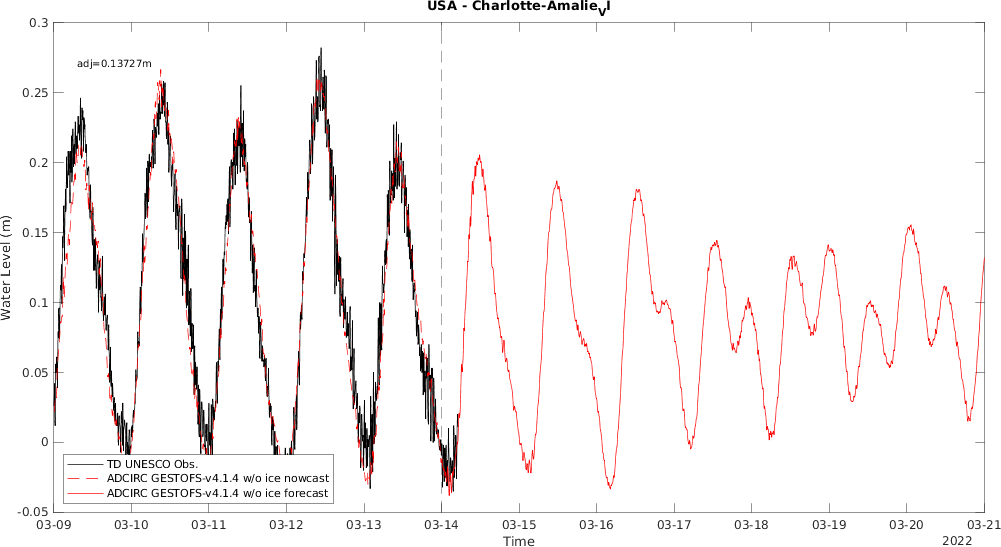 USA - Charlotte-Amalie_VI
adj=0.13727m
Water Level (m)
0.3
0.25
0.2
0.15
0.1
0.05
0
-0.05
TD UNESCO Obs.
ADCIRC GESTOFS-v4.1.4 w/o ice nowcast
ADCIRC GESTOFS-v4.1.4 w/o ice forecast
03-09 03-10 03-11 03-12 03-13 03-14 03-15 03-16 03-17 03-18 03-19 03-20 03-21
Time
2022